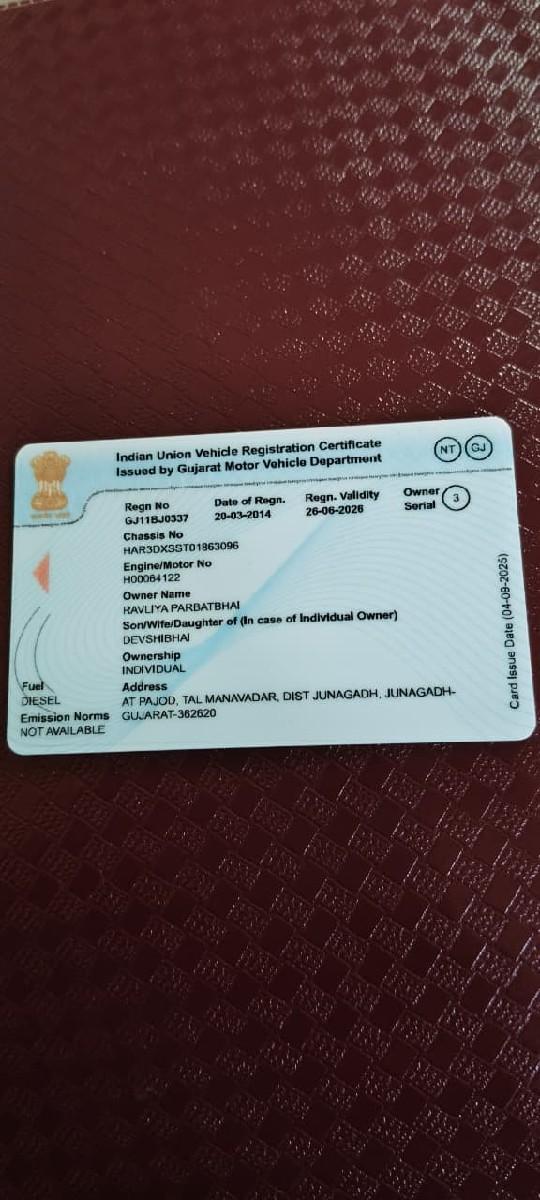 Indian Union Vehicle Registration Certificate
Issued by Gujarat Motor Vehicle Department
NT GJ
Regn No Date of Regn. Regn. Validity Owner Serial 3
GJ11BJ0337 20-03-2014 26-06-2026
Chassis No
HAR3DXSST01863096
Engine/Motor No
H00064122
Owner Name
RAVLIYA PARBATBHAI
Son/Wife/Daughter of (In case of Individual Owner)
DEVSHIBHAI
Ownership
INDIVIDUAL
Fuel
DIESEL
Emission Norms
NOT AVAILABLE
Address
AT PAJOD, TAL MANAVADAR, DIST JUNAGADH, JUNAGADH-
GUJARAT-362620
Card Issue Date (04-09-2025)